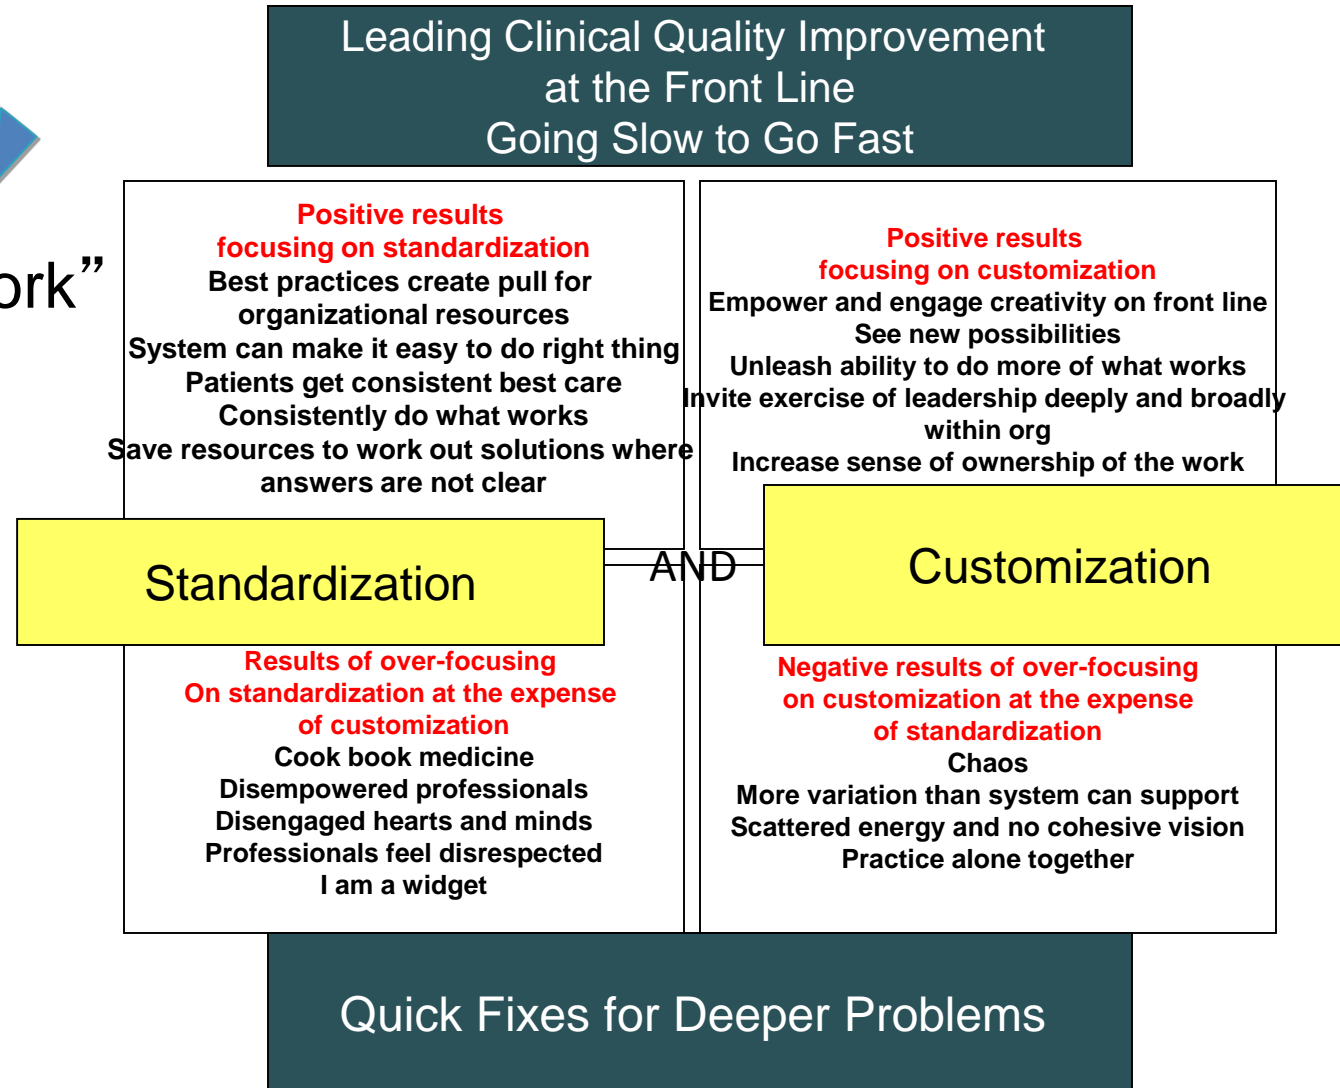 Leading Clinical Quality Improvement
at the Front Line
Going Slow to Go Fast
ork”
Positive results
focusing on standardization
Best practices create pull for
organizational resources
System can make it easy to do right thing
Patients get consistent best care
Consistently do what works
Save resources to work out solutions where
answers are not clear
Positive results
focusing on customization
Empower and engage creativity on front line
See new possibilities
Unleash ability to do more of what works
Invite exercise of leadership deeply and broadly
within org
Increase sense of ownership of the work
Standardization
AND
Customization
Results of over-focusing
On standardization at the expense
of customization
Cook book medicine
Disempowered professionals
Disengaged hearts and minds
Professionals feel disrespected
I am a widget
Negative results of over-focusing
on customization at the expense
of standardization
Chaos
More variation than system can support
Scattered energy and no cohesive vision
Practice alone together
Quick Fixes for Deeper Problems